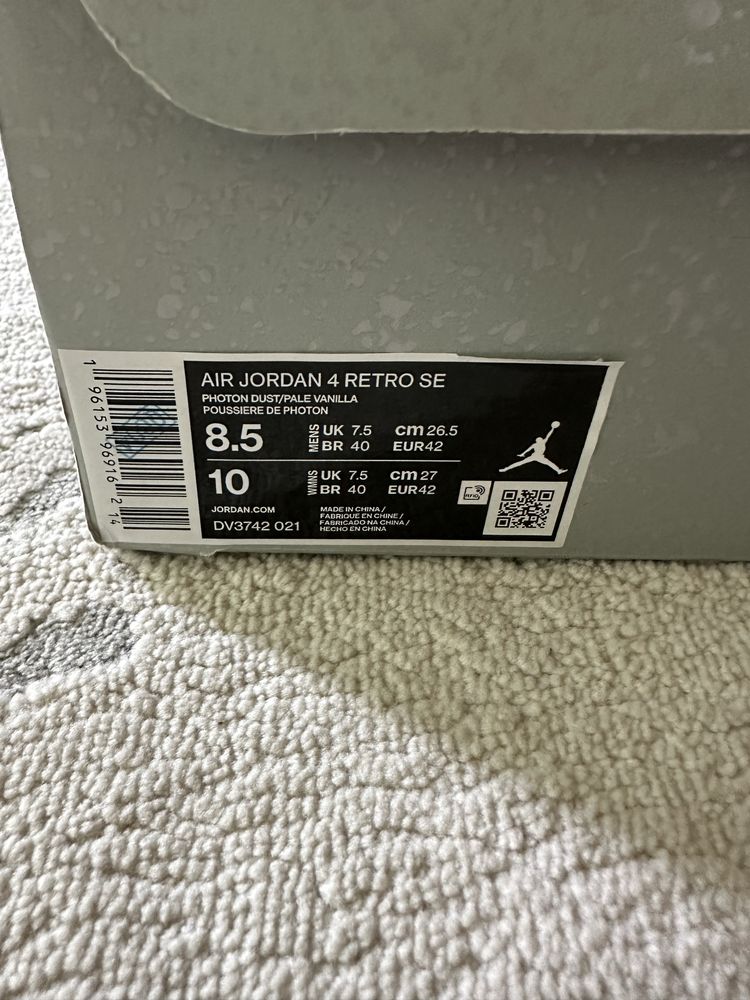 1 96153 96916 2 14
AIR JORDAN 4 RETRO SE
PHOTON DUST/PALE VANILLA
POUSSIERE DE PHOTON
8.5 MENS UK 7.5 cm 26.5
BR 40 EUR42
10 WMNS UK 7.5 cm 27
BR 40 EUR42
RFID
JORDAN.COM
DV3742 021
MADE IN CHINA /
FABRIQUE EN CHINE /
FABRICADO NA CHINA /
HECHO EN CHINA